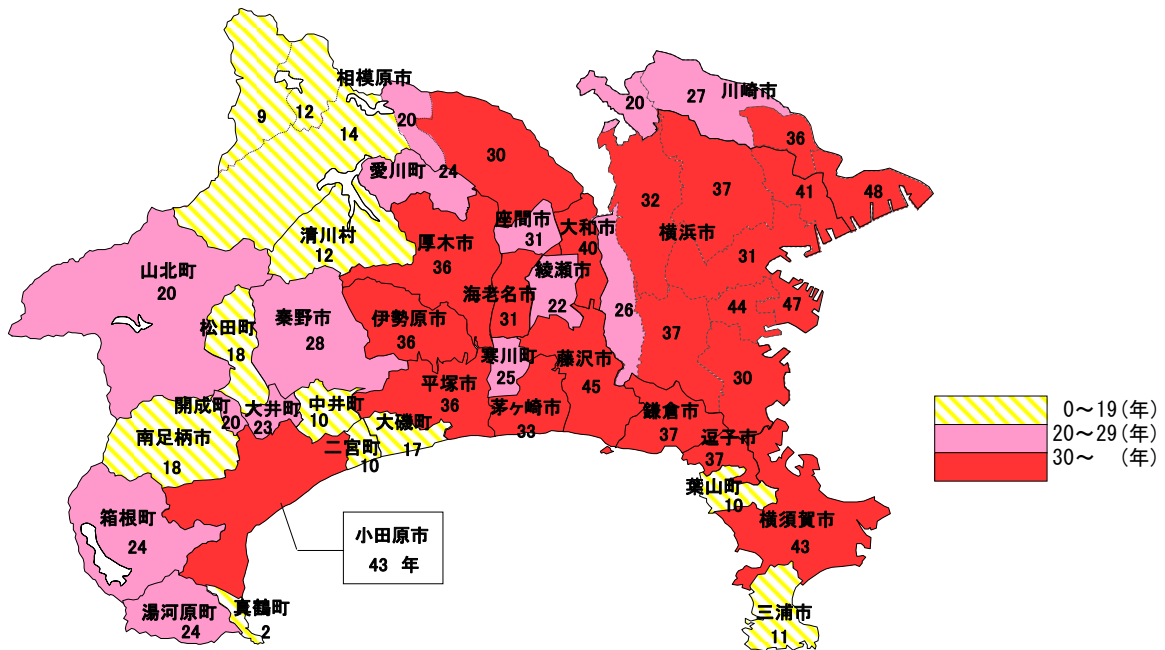 相模原市
9
12
14
20
30
愛川町
24
川崎市
27
20
36
41
48
32
37
横浜市
31
44
47
37
30
26
座間市
31
大和市
40
綾瀬市
22
厚木市
36
海老名市
31
清川村
12
山北町
20
松田町
18
秦野市
28
伊勢原市
36
寒川町
25
藤沢市
45
平塚市
36
茅ヶ崎市
33
開成町
20
大井町
23
中井町
10
大磯町
17
二宮町
10
南足柄市
18
鎌倉市
37
逗子市
37
葉山町
10
横須賀市
43
三浦市
11
箱根町
24
湯河原町
24
真鶴町
2
小田原市
43 年
0～19(年)
20～29(年)
30～ (年)